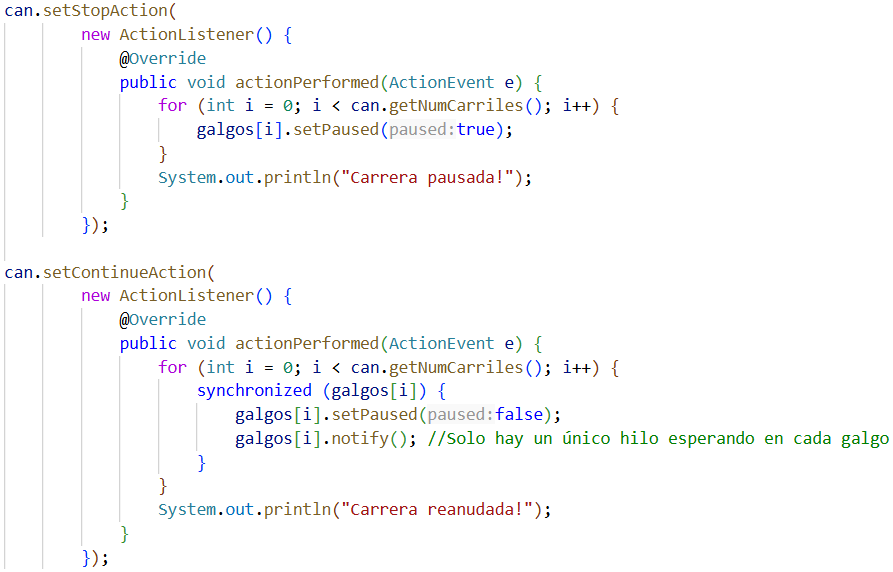 can.setStopAction(
new ActionListener() {
@Override
public void actionPerformed(ActionEvent e) {
for (int i = 0; i < can.getNumCarriles(); i++) {
galgos[i].setPaused(paused:true);
}
System.out.println("Carrera pausada!");
}
});
can.setContinueAction(
new ActionListener() {
@Override
public void actionPerformed(ActionEvent e) {
for (int i = 0; i < can.getNumCarriles(); i++) {
synchronized (galgos[i]) {
galgos[i].setPaused(paused:false);
galgos[i].notify(); //Solo hay un único hilo esperando en cada galgo
}
}
System.out.println("Carrera reanudada!");
}
});